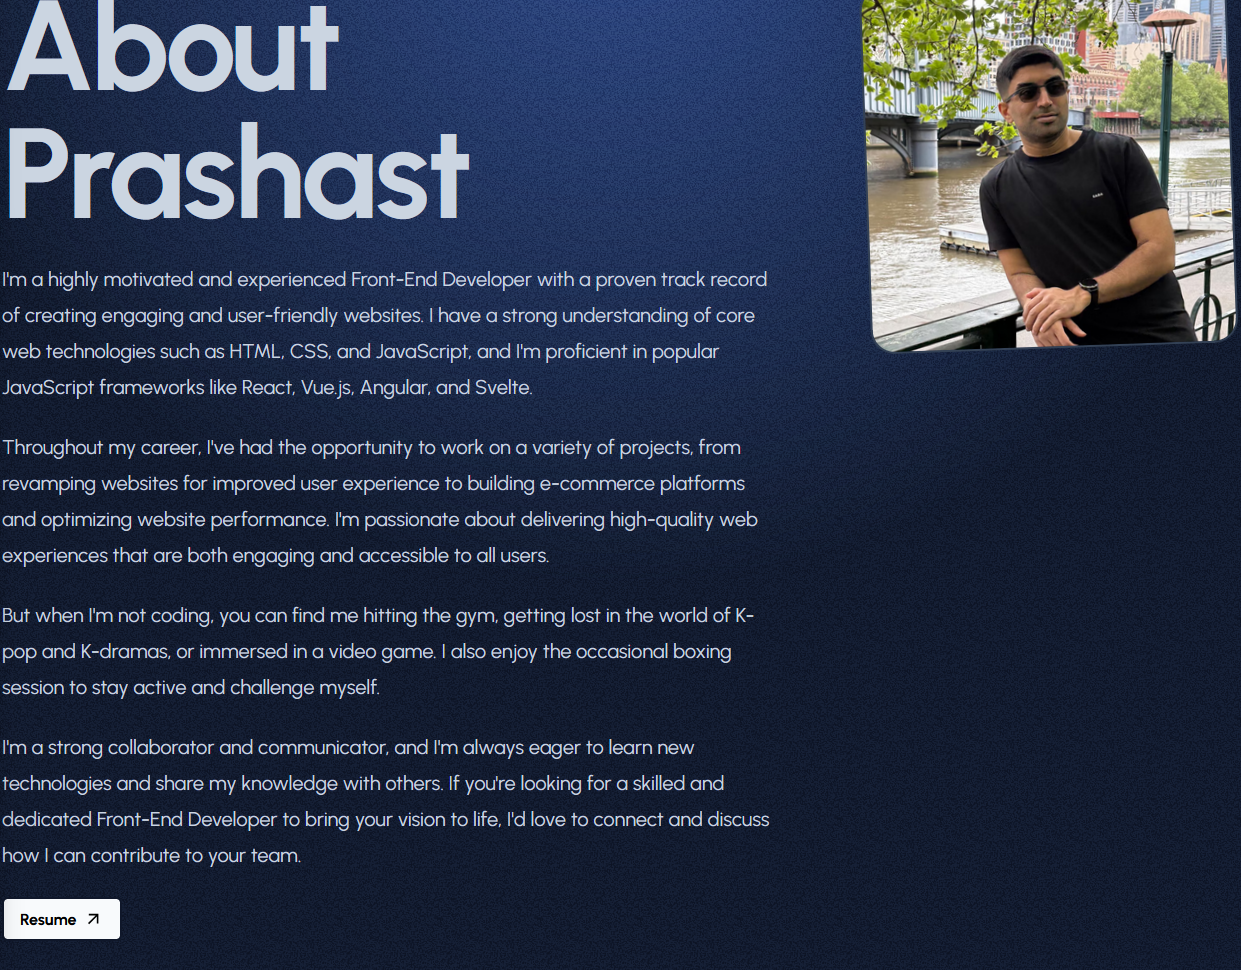 About
Prashast
I'm a highly motivated and experienced Front-End Developer with a proven track record
of creating engaging and user-friendly websites. I have a strong understanding of core
web technologies such as HTML, CSS, and JavaScript, and I'm proficient in popular
JavaScript frameworks like React, Vue.js, Angular, and Svelte.
Throughout my career, I've had the opportunity to work on a variety of projects, from
revamping websites for improved user experience to building e-commerce platforms
and optimizing website performance. I'm passionate about delivering high-quality web
experiences that are both engaging and accessible to all users.
But when I'm not coding, you can find me hitting the gym, getting lost in the world of K-
pop and K-dramas, or immersed in a video game. I also enjoy the occasional boxing
session to stay active and challenge myself.
I'm a strong collaborator and communicator, and I'm always eager to learn new
technologies and share my knowledge with others. If you're looking for a skilled and
dedicated Front-End Developer to bring your vision to life, I'd love to connect and discuss
how I can contribute to your team.
Resume